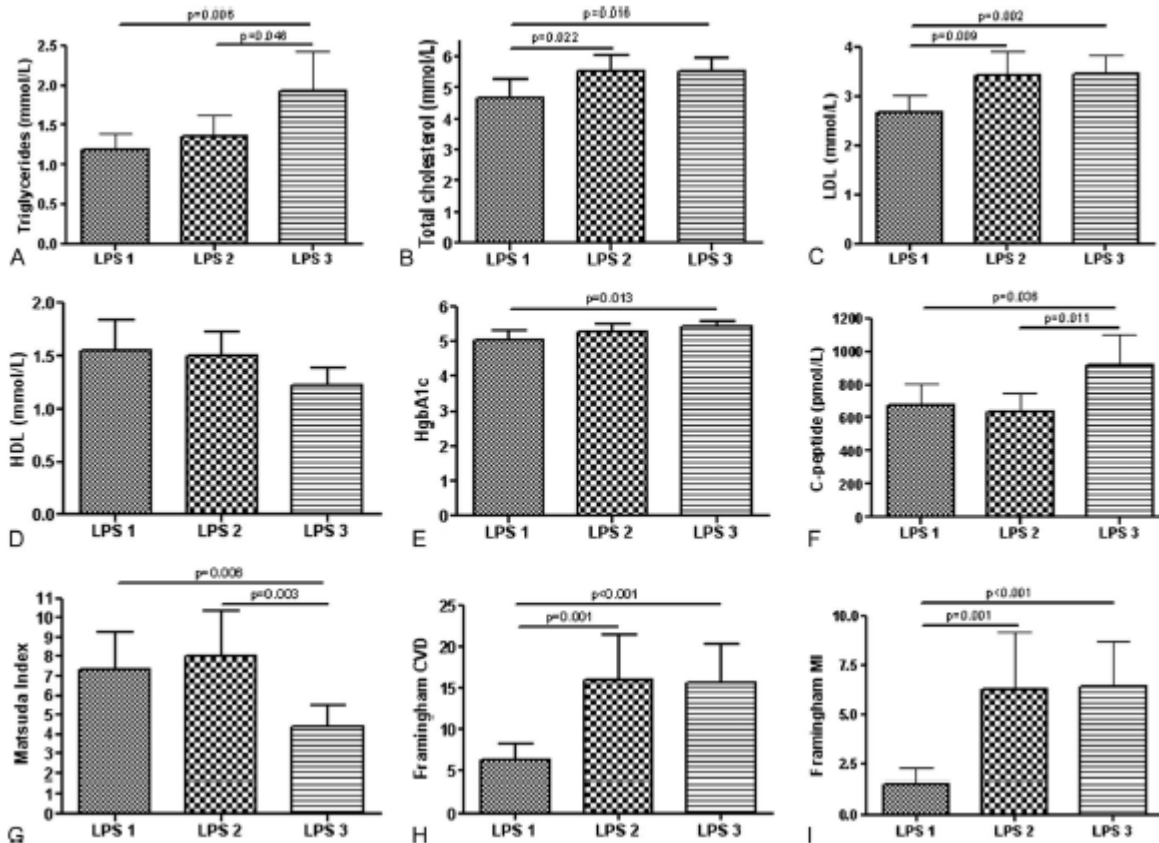 p=0.006
p=0.046
Triglycerides (mmol/L)
2.5
2.0
1.5
1.0
0.5
0.0
LPS 1 LPS 2 LPS 3
A
p=0.016
p=0.022
Total cholesterol (mmol/L)
6
5
4
3
2
1
0
LPS 1 LPS 2 LPS 3
B
p=0.002
p=0.009
LDL (mmol/L)
4
3
2
1
0
LPS 1 LPS 2 LPS 3
C
HDL (mmol/L)
2.0
1.5
1.0
0.5
0.0
LPS 1 LPS 2 LPS 3
D
p=0.013
HgbA1c
6
5
4
3
2
1
0
LPS 1 LPS 2 LPS 3
E
p=0.036
p=0.011
C-peptide (pmol/L)
1200
1000
800
600
400
200
0
LPS 1 LPS 2 LPS 3
F
p=0.006
p=0.003
Matsuda Index
11
10
9
8
7
6
5
4
3
2
1
0
LPS 1 LPS 2 LPS 3
G
p<0.001
p=0.001
Framingham CVD
25
20
15
10
5
0
LPS 1 LPS 2 LPS 3
H
p<0.001
p=0.001
Framingham MI
10.0
7.5
5.0
2.5
0.0
LPS 1 LPS 2 LPS 3
I